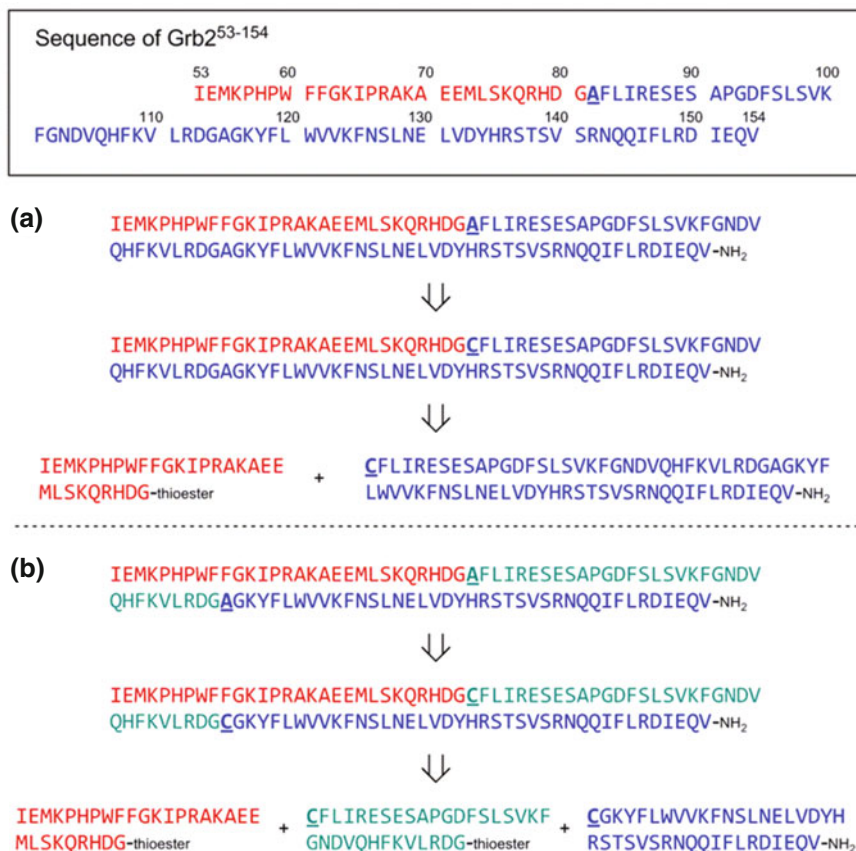 Sequence of Grb2⁵³⁻¹⁵⁴
53 60 70 80 90 100
IEMKPHPW FFGKIPRAKA EEMLSKQRHD GAFLIRESES APGDFSLSVK
110 120 130 140 150 154
FGNDVQHFKV LRDGAGKYFL WVVKFNSLNE LVDYHRSTSV SRNQQIFLRD IEQV
(a)
IEMKPHPWFFGKIPRAKAEEMLSKQRHDGAFLIRESESAPGDFSLSVKFGNDV
QHFKVLRDGAGKYFLWVVKFNSLNELVDYHRSTSVSRNQQIFLRDIEQV-NH₂
⇓
IEMKPHPWFFGKIPRAKAEEMLSKQRHDGCFLIRESESAPGDFSLSVKFGNDV
QHFKVLRDGAGKYFLWVVKFNSLNELVDYHRSTSVSRNQQIFLRDIEQV-NH₂
⇓
IEMKPHPWFFGKIPRAKAEE
MLSKQRHDG-thioester
+
CFLIRESESAPGDFSLSVKFGNDVQHFKVLRDGAGKYF
LWVVKFNSLNELVDYHRSTSVSRNQQIFLRDIEQV-NH₂
(b)
IEMKPHPWFFGKIPRAKAEEMLSKQRHDGAFLIRESESAPGDFSLSVKFGNDV
QHFKVLRDGAGKYFLWVVKFNSLNELVDYHRSTSVSRNQQIFLRDIEQV-NH₂
⇓
IEMKPHPWFFGKIPRAKAEEMLSKQRHDGCFLIRESESAPGDFSLSVKFGNDV
QHFKVLRDGCGKYFLWVVKFNSLNELVDYHRSTSVSRNQQIFLRDIEQV-NH₂
⇓
IEMKPHPWFFGKIPRAKAEE
MLSKQRHDG-thioester
+
CFLIRESESAPGDFSLSVKF
GNDVQHFKVLRDG-thioester
+
CGKYFLWVVKFNSLNELVDYH
RSTSVSRNQQIFLRDIEQV-NH₂